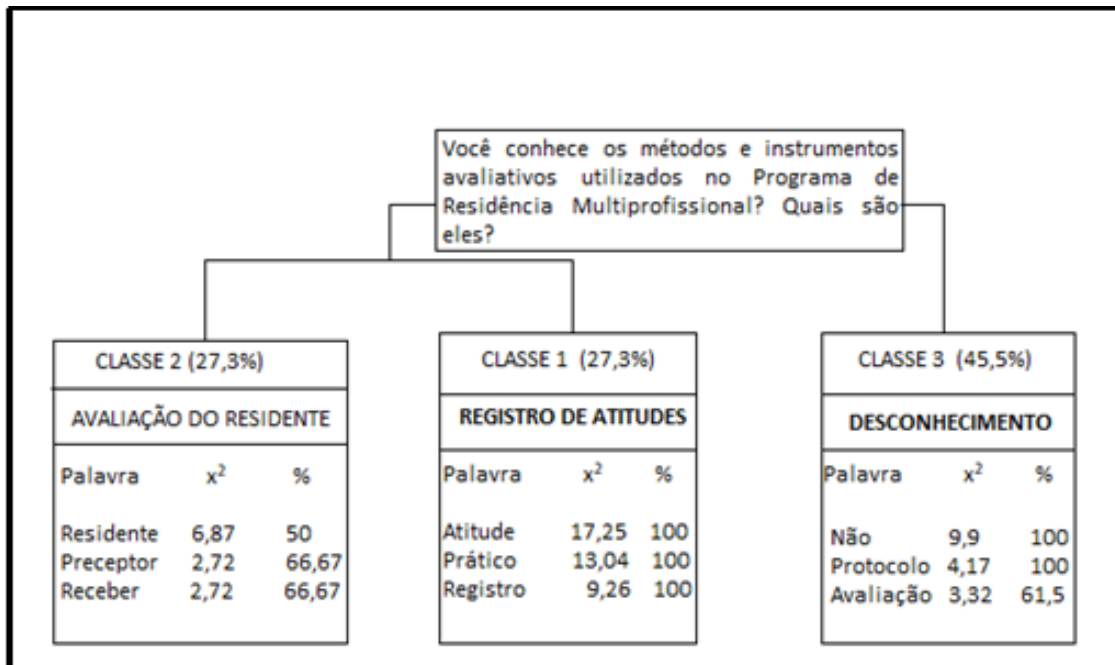 Você conhece os métodos e instrumentos
avaliativos utilizados no Programa de
Residência Multiprofissional? Quais são
eles?
CLASSE 2 (27,3%)
AVALIAÇÃO DO RESIDENTE
Palavra x² %
Residente 6,87 50
Preceptor 2,72 66,67
Receber 2,72 66,67
CLASSE 1 (27,3%)
REGISTRO DE ATITUDES
Palavra x² %
Atitude 17,25 100
Prático 13,04 100
Registro 9,26 100
CLASSE 3 (45,5%)
DESCONHECIMENTO
Palavra x² %
Não 9,9 100
Protocolo 4,17 100
Avaliação 3,32 61,5